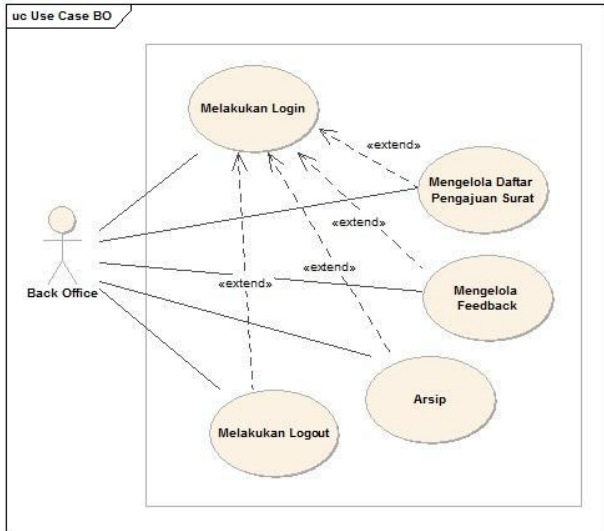 uc Use Case BO
Melakukan Login
«extend»
Mengelola Daftar
Pengajuan Surat
«extend»
Back Office
«extend»
«extend»
Mengelola
Feedback
Arsip
Melakukan Logout